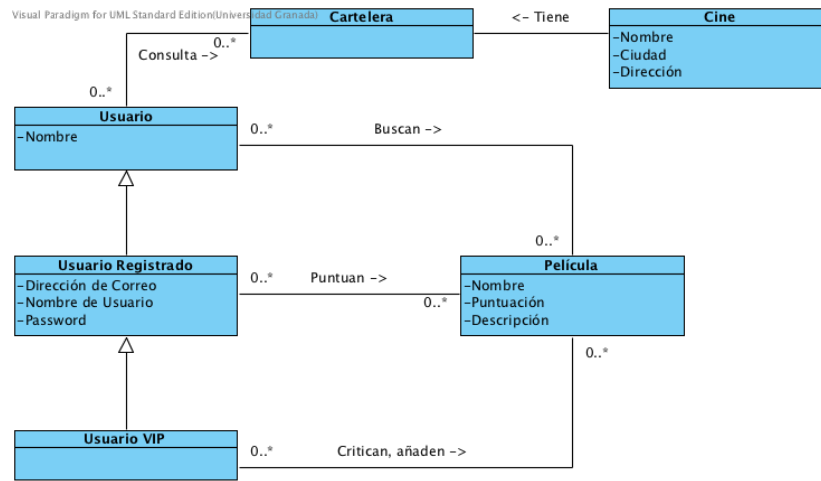 Visual Paradigm for UML Standard Edition(Universidad Granada)
Cartelera
<- Tiene
Cine
-Nombre
-Ciudad
-Dirección
0..*
Consulta ->
0..*
Usuario
-Nombre
0..*
Buscan ->
0..*
Usuario Registrado
-Dirección de Correo
-Nombre de Usuario
-Password
0..*
Puntuan ->
0..*
Película
-Nombre
-Puntuación
-Descripción
0..*
Usuario VIP
0..*
Critican, añaden ->